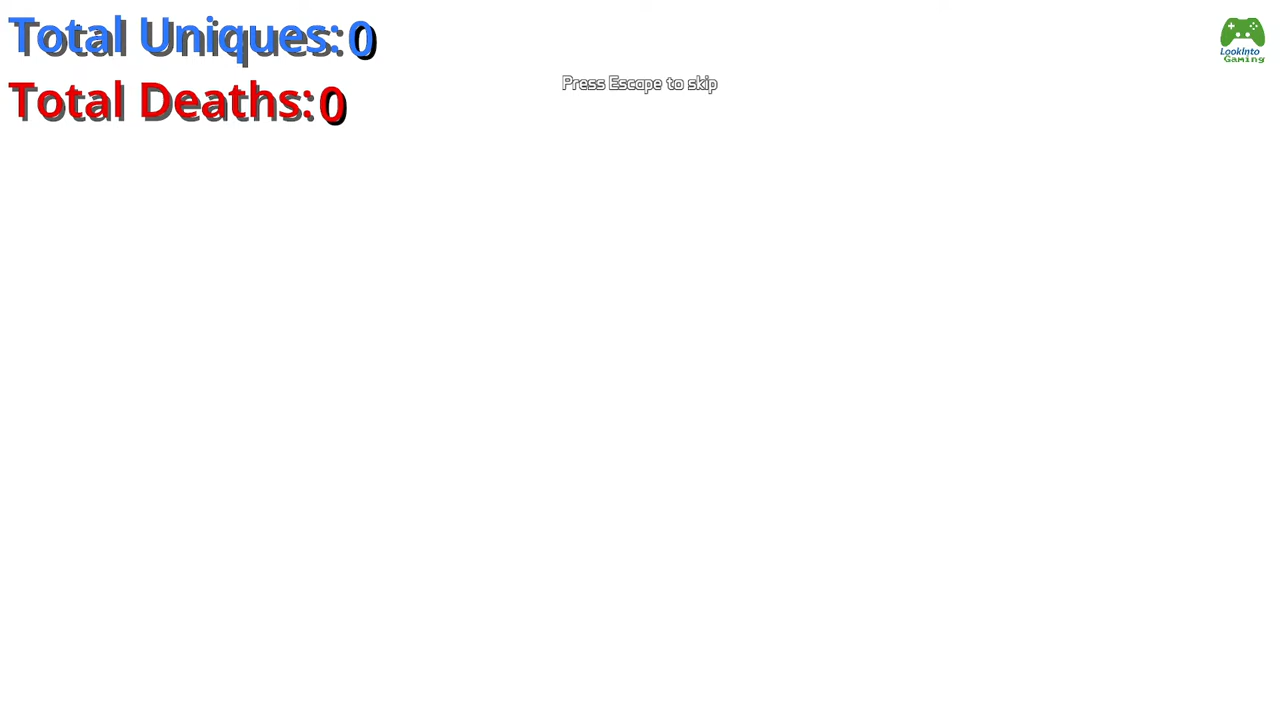 Total Uniques: 0
Total Deaths: 0
Press Escape to skip
LookInto
Gaming